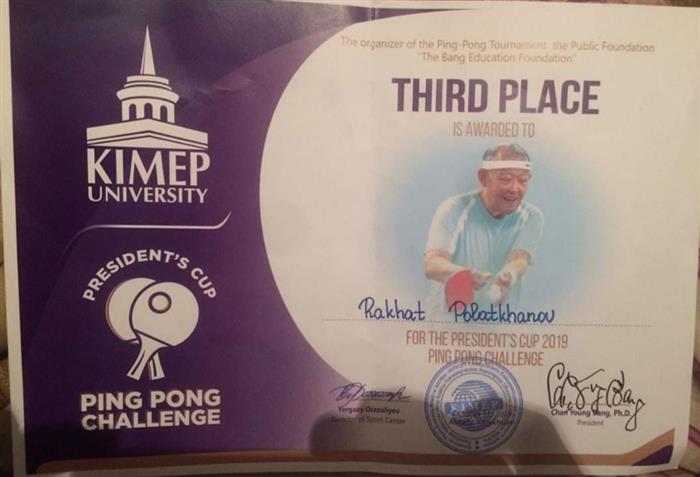 The organizer of the Ping-Pong Tournament the Public Foundation
"The Bang Education Foundation"
THIRD PLACE
IS AWARDED TO
KIMEP
UNIVERSITY
PRESIDENT'S CUP
PING PONG
CHALLENGE
Rakhat Polatkhanov
FOR THE PRESIDENT'S CUP 2019
PING PONG CHALLENGE
Yergazy Orazaliyev
Director of Sport Center
KIMEP
Chan Young Bang, Ph.D.
President